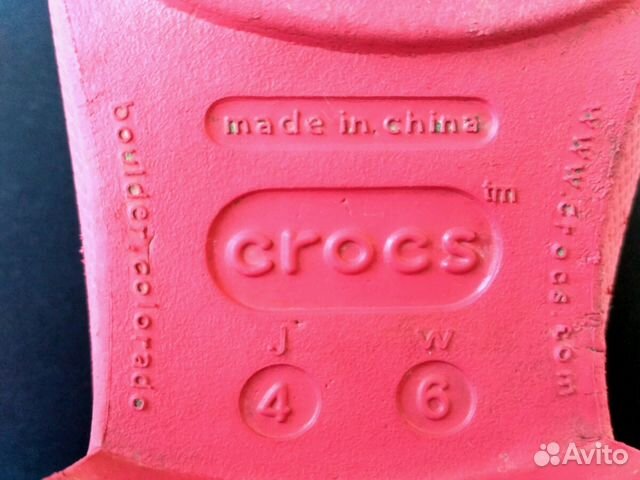 made in. china
boulder, colorado
www.crocs.com
crocs tm
J W
4 6
Avito